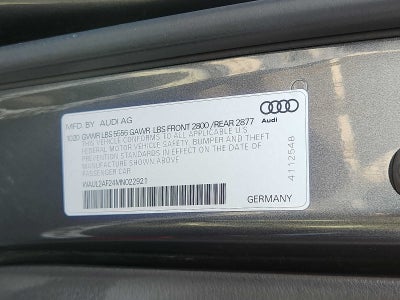 MFD BY AUDI AG
10/20 GVWR LBS 5556 GAWR LBS FRONT 2800 / REAR 2877
THIS VEHICLE CONFORMS TO ALL APPLICABLE U.S.
FEDERAL MOTOR VEHICLE SAFETY, BUMPER AND THEFT
PREVENTION STANDARDS IN EFFECT ON THE DATE OF
MANUFACTURE SHOWN ABOVE
PASSENGER CAR
WAUL2AF24MN022921
Audi
4112548
GERMANY